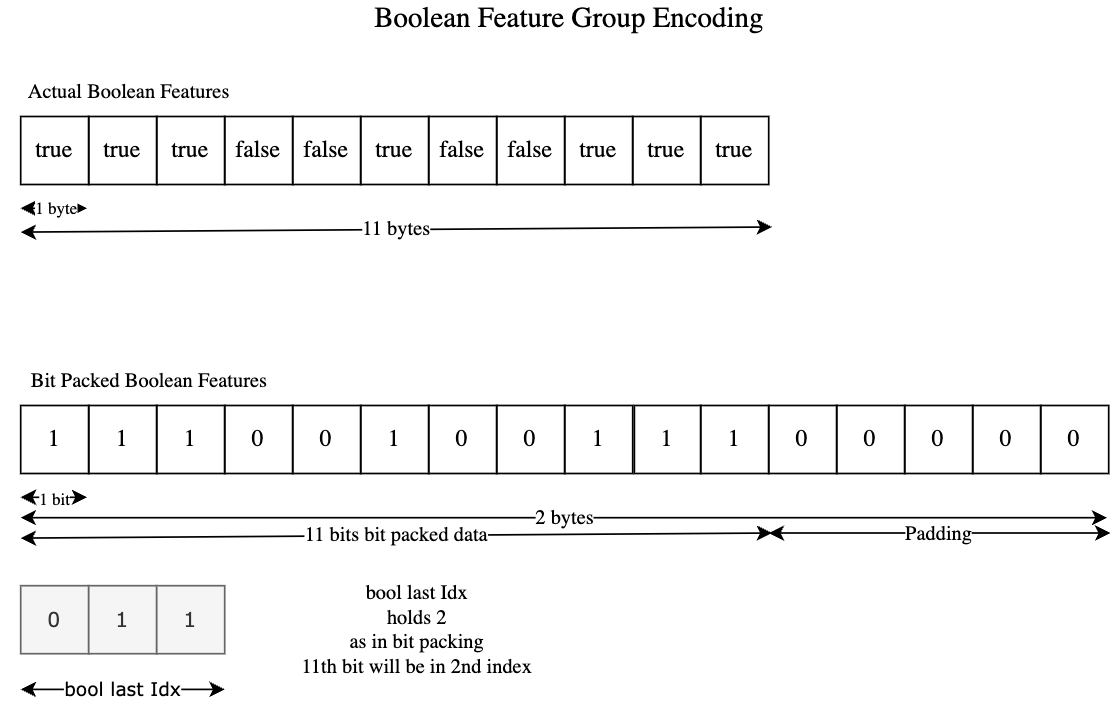 Boolean Feature Group Encoding
Actual Boolean Features
true true true false false true false false true true true
1 byte
11 bytes
Bit Packed Boolean Features
1 1 1 0 0 1 0 0 1 1 1 0 0 0 0 0
1 bit
2 bytes
11 bits bit packed data Padding
0 1 1
bool last Idx
bool last Idx
holds 2
as in bit packing
11th bit will be in 2nd index